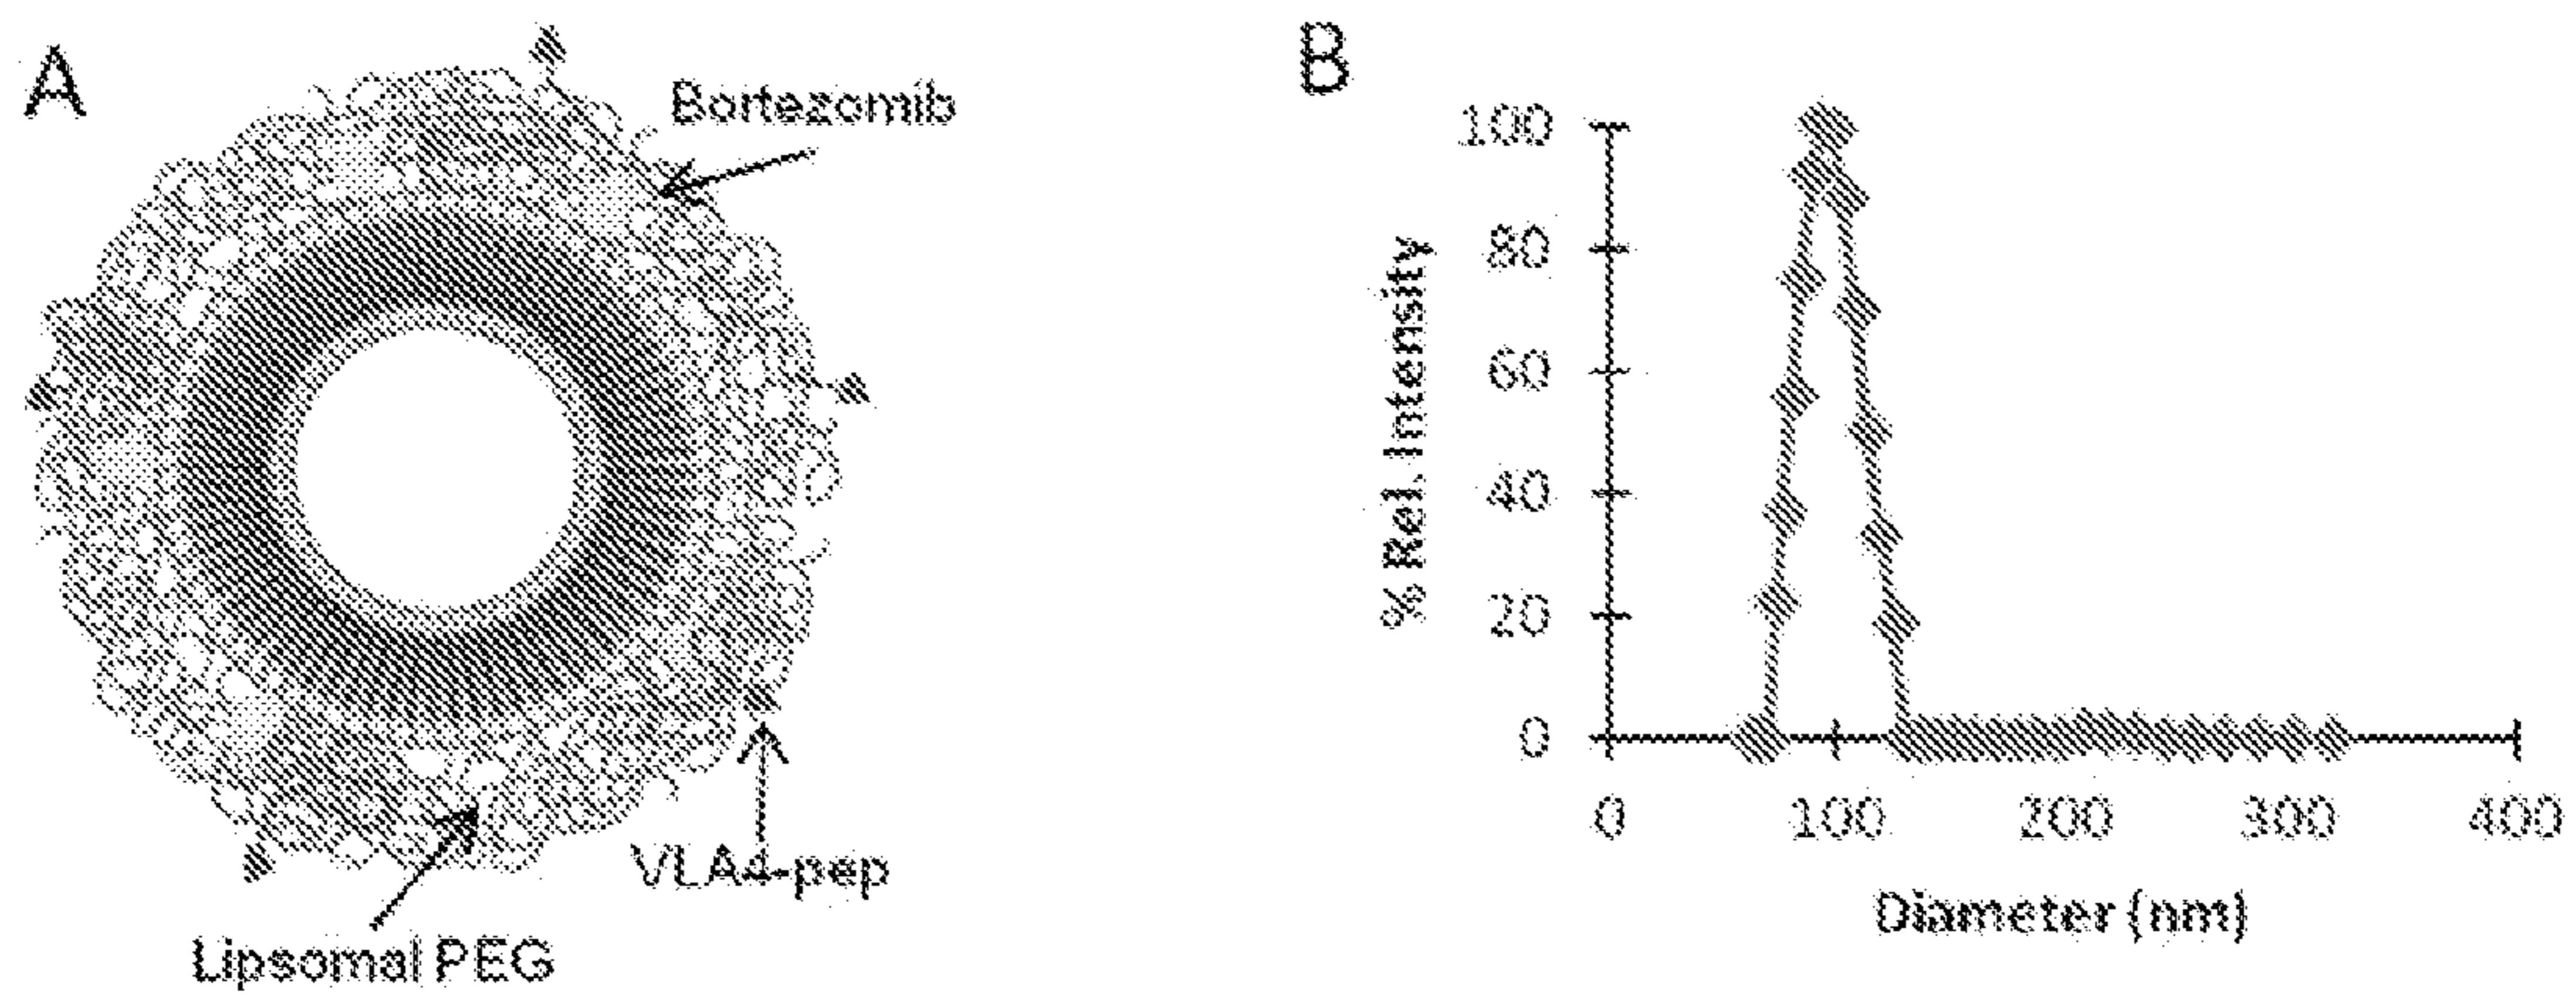 A
Bortezomib
VLA4-pep
Lipsomal PEG
B
% Rel. Intensity
100
80
60
40
20
0
0 100 200 300 400
Diameter (nm)